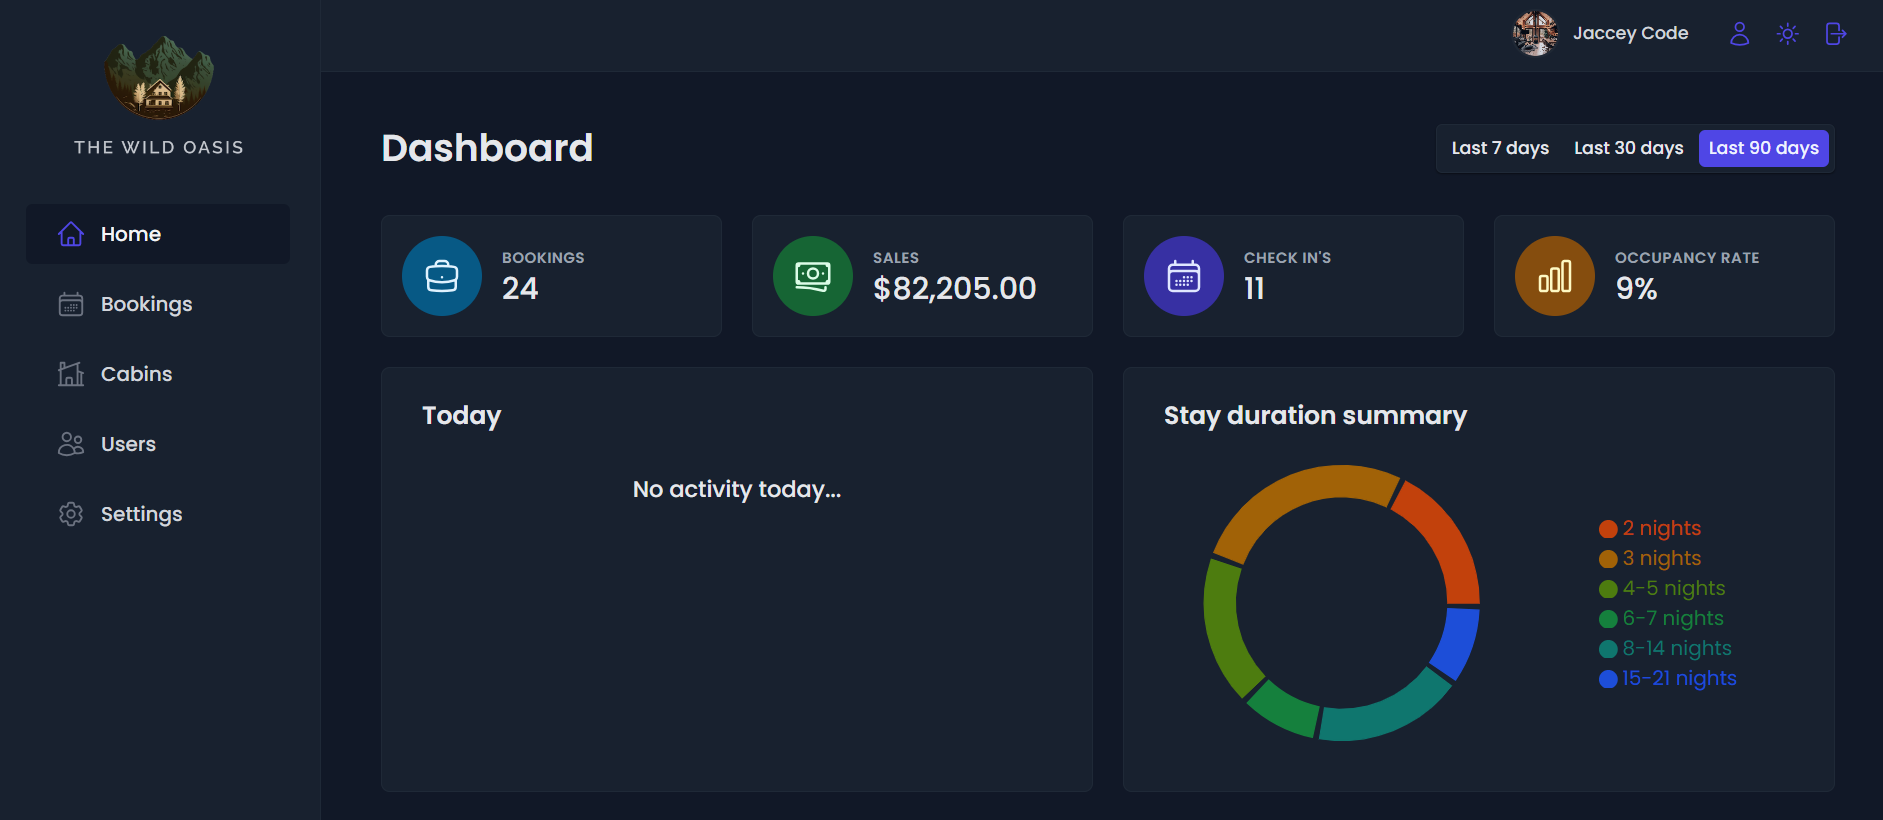 THE WILD OASIS
Home
Bookings
Cabins
Users
Settings
Jaccey Code
Dashboard
Last 7 days
Last 30 days
Last 90 days
BOOKINGS
24
SALES
$82,205.00
CHECK IN'S
11
OCCUPANCY RATE
9%
Today
No activity today...
Stay duration summary
2 nights
3 nights
4-5 nights
6-7 nights
8-14 nights
15-21 nights